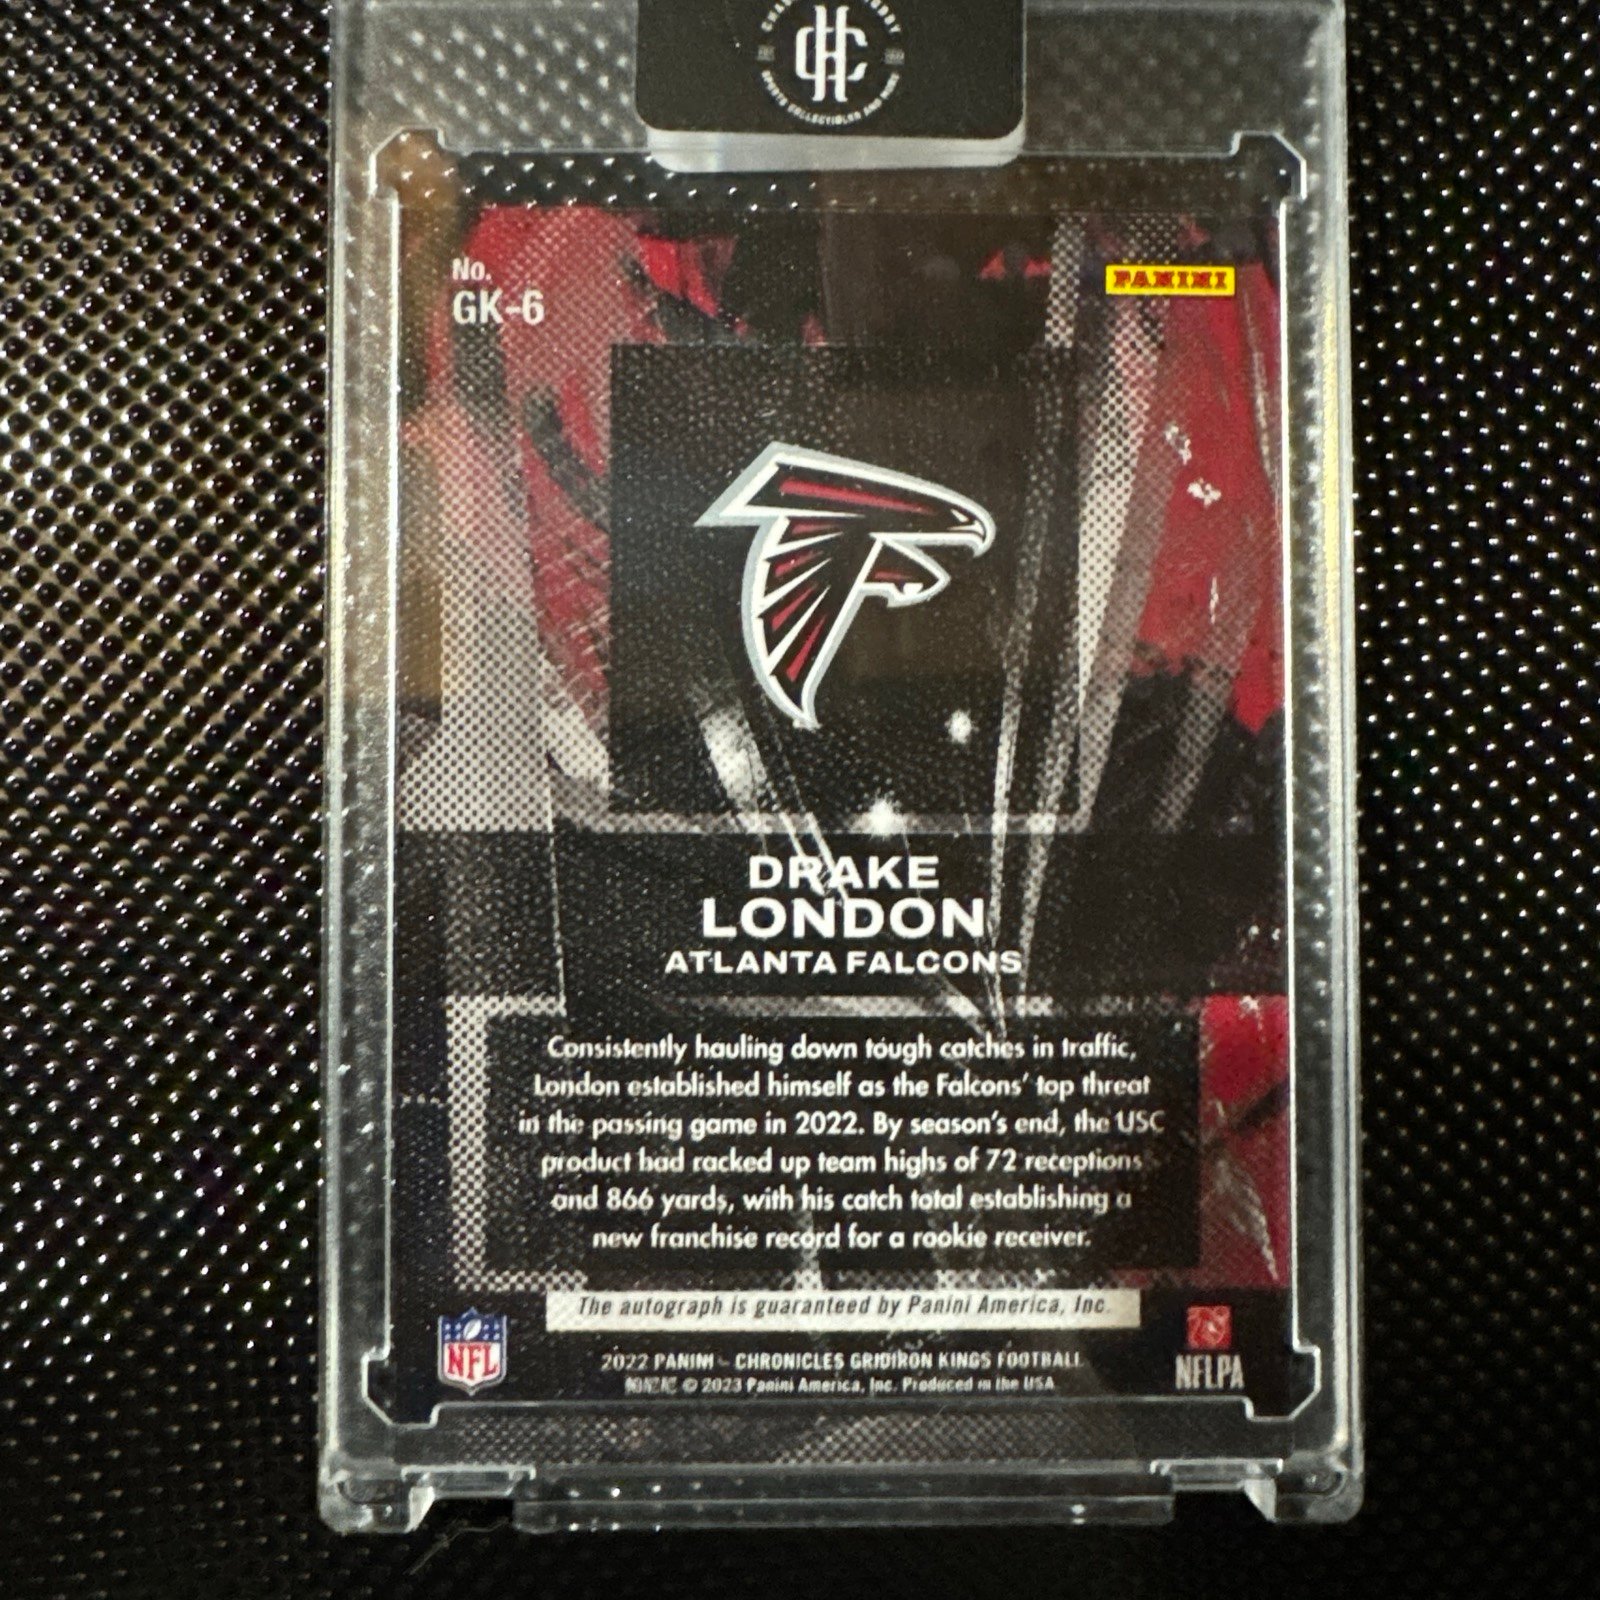 No.
GK-6
PANINI
DRAKE
LONDON
ATLANTA FALCONS
Consistently hauling down tough catches in traffic,
London established himself as the Falcons' top threat
in the passing game in 2022. By season's end, the USC
product had racked up team highs of 72 receptions
and 866 yards, with his catch total establishing a
new franchise record for a rookie receiver.
The autograph is guaranteed by Panini America, Inc.
NFL
2022 PANINI - CHRONICLES GRIDIRON KINGS FOOTBALL
© 2023 Panini America, Inc. Produced in the USA
NFLPA